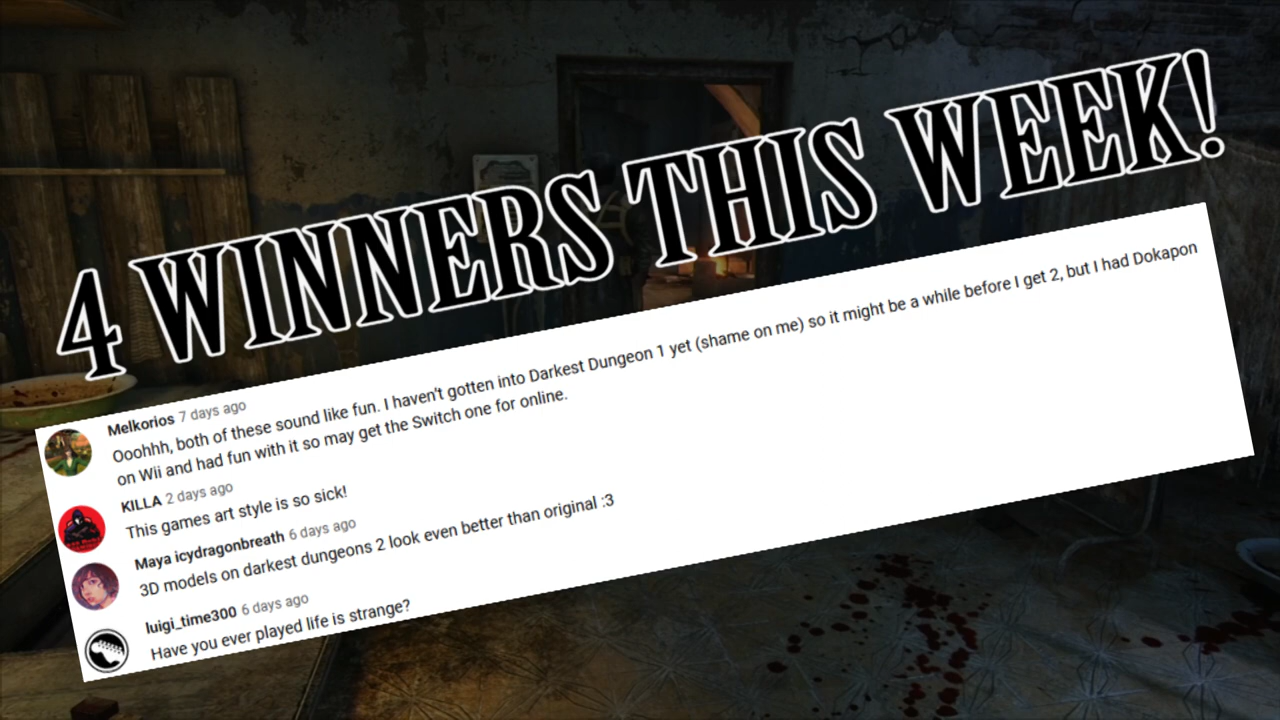 4 WINNERS THIS WEEK!
Melkorios 7 days ago
Ooohhh, both of these sound like fun. I haven't gotten into Darkest Dungeon 1 yet (shame on me) so it might be a while before I get 2, but I had Dokapon
on Wii and had fun with it so may get the Switch one for online.
KILLA 2 days ago
This games art style is so sick!
Maya icydragonbreath 6 days ago
3D models on darkest dungeons 2 look even better than original :3
luigi_time300 6 days ago
Have you ever played life is strange?